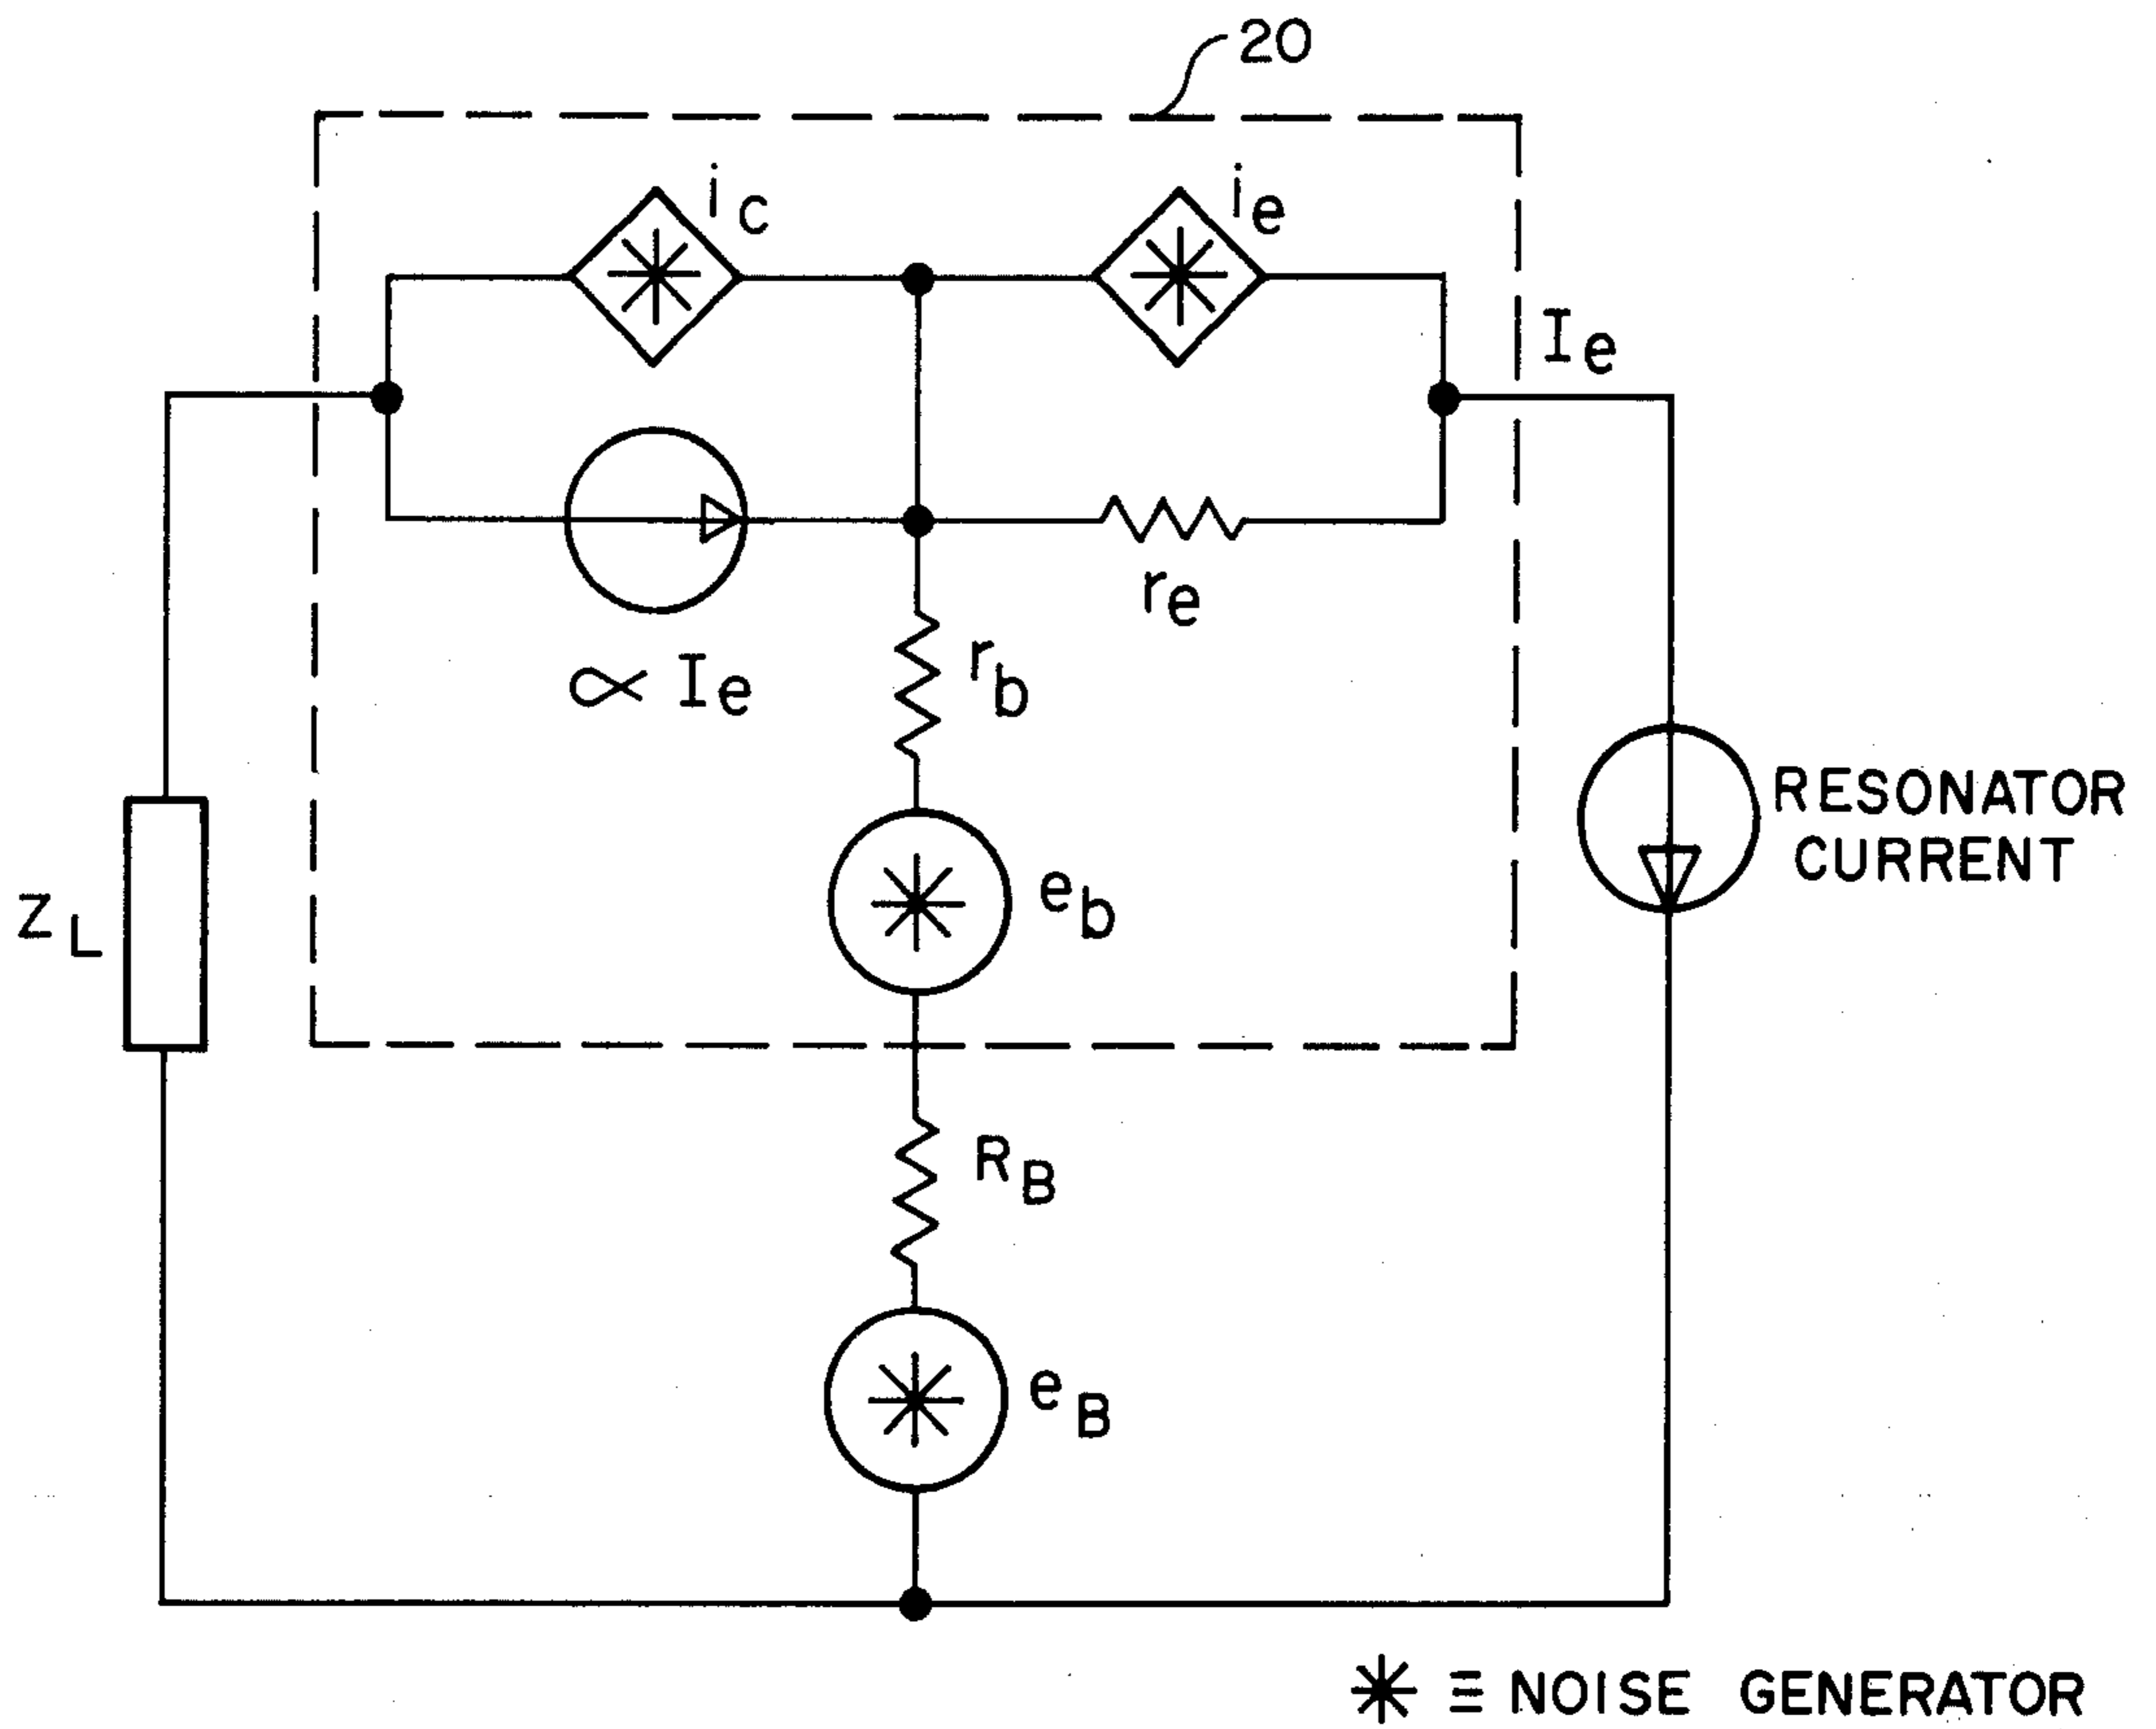 20
ic
ie
Ie
re
∝ Ie
rb
RESONATOR
CURRENT
eb
ZL
RB
eB
✳ ≡ NOISE GENERATOR